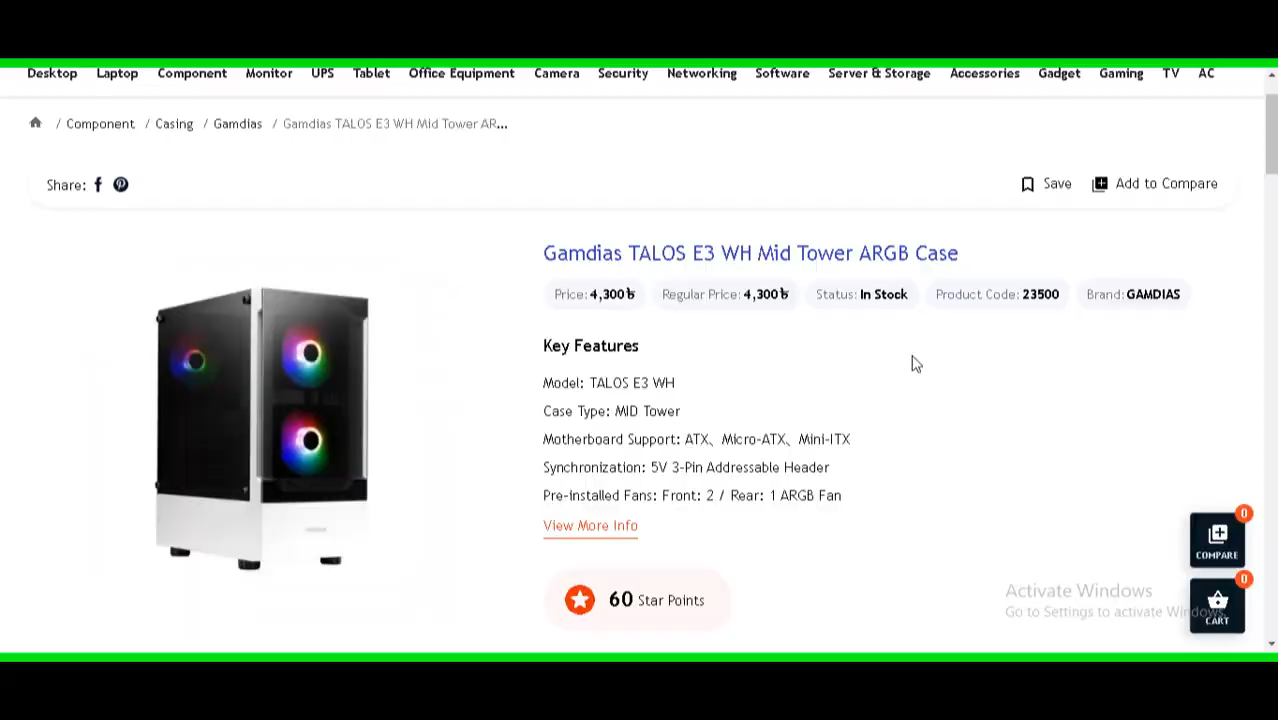 Desktop Laptop Component Monitor UPS Tablet Office Equipment Camera Security Networking Software Server & Storage Accessories Gadget Gaming TV AC
/ Component / Casing / Gamdias / Gamdias TALOS E3 WH Mid Tower AR...
Share:
Save Add to Compare
Gamdias TALOS E3 WH Mid Tower ARGB Case
Price: 4,300৳ Regular Price: 4,300৳ Status: In Stock Product Code: 23500 Brand: GAMDIAS
Key Features
Model: TALOS E3 WH
Case Type: MID Tower
Motherboard Support: ATX、Micro-ATX、Mini-ITX
Synchronization: 5V 3-Pin Addressable Header
Pre-installed Fans: Front: 2 / Rear: 1 ARGB Fan
View More Info
60 Star Points
0
COMPARE
0
CART
Activate Windows
Go to Settings to activate Windows.